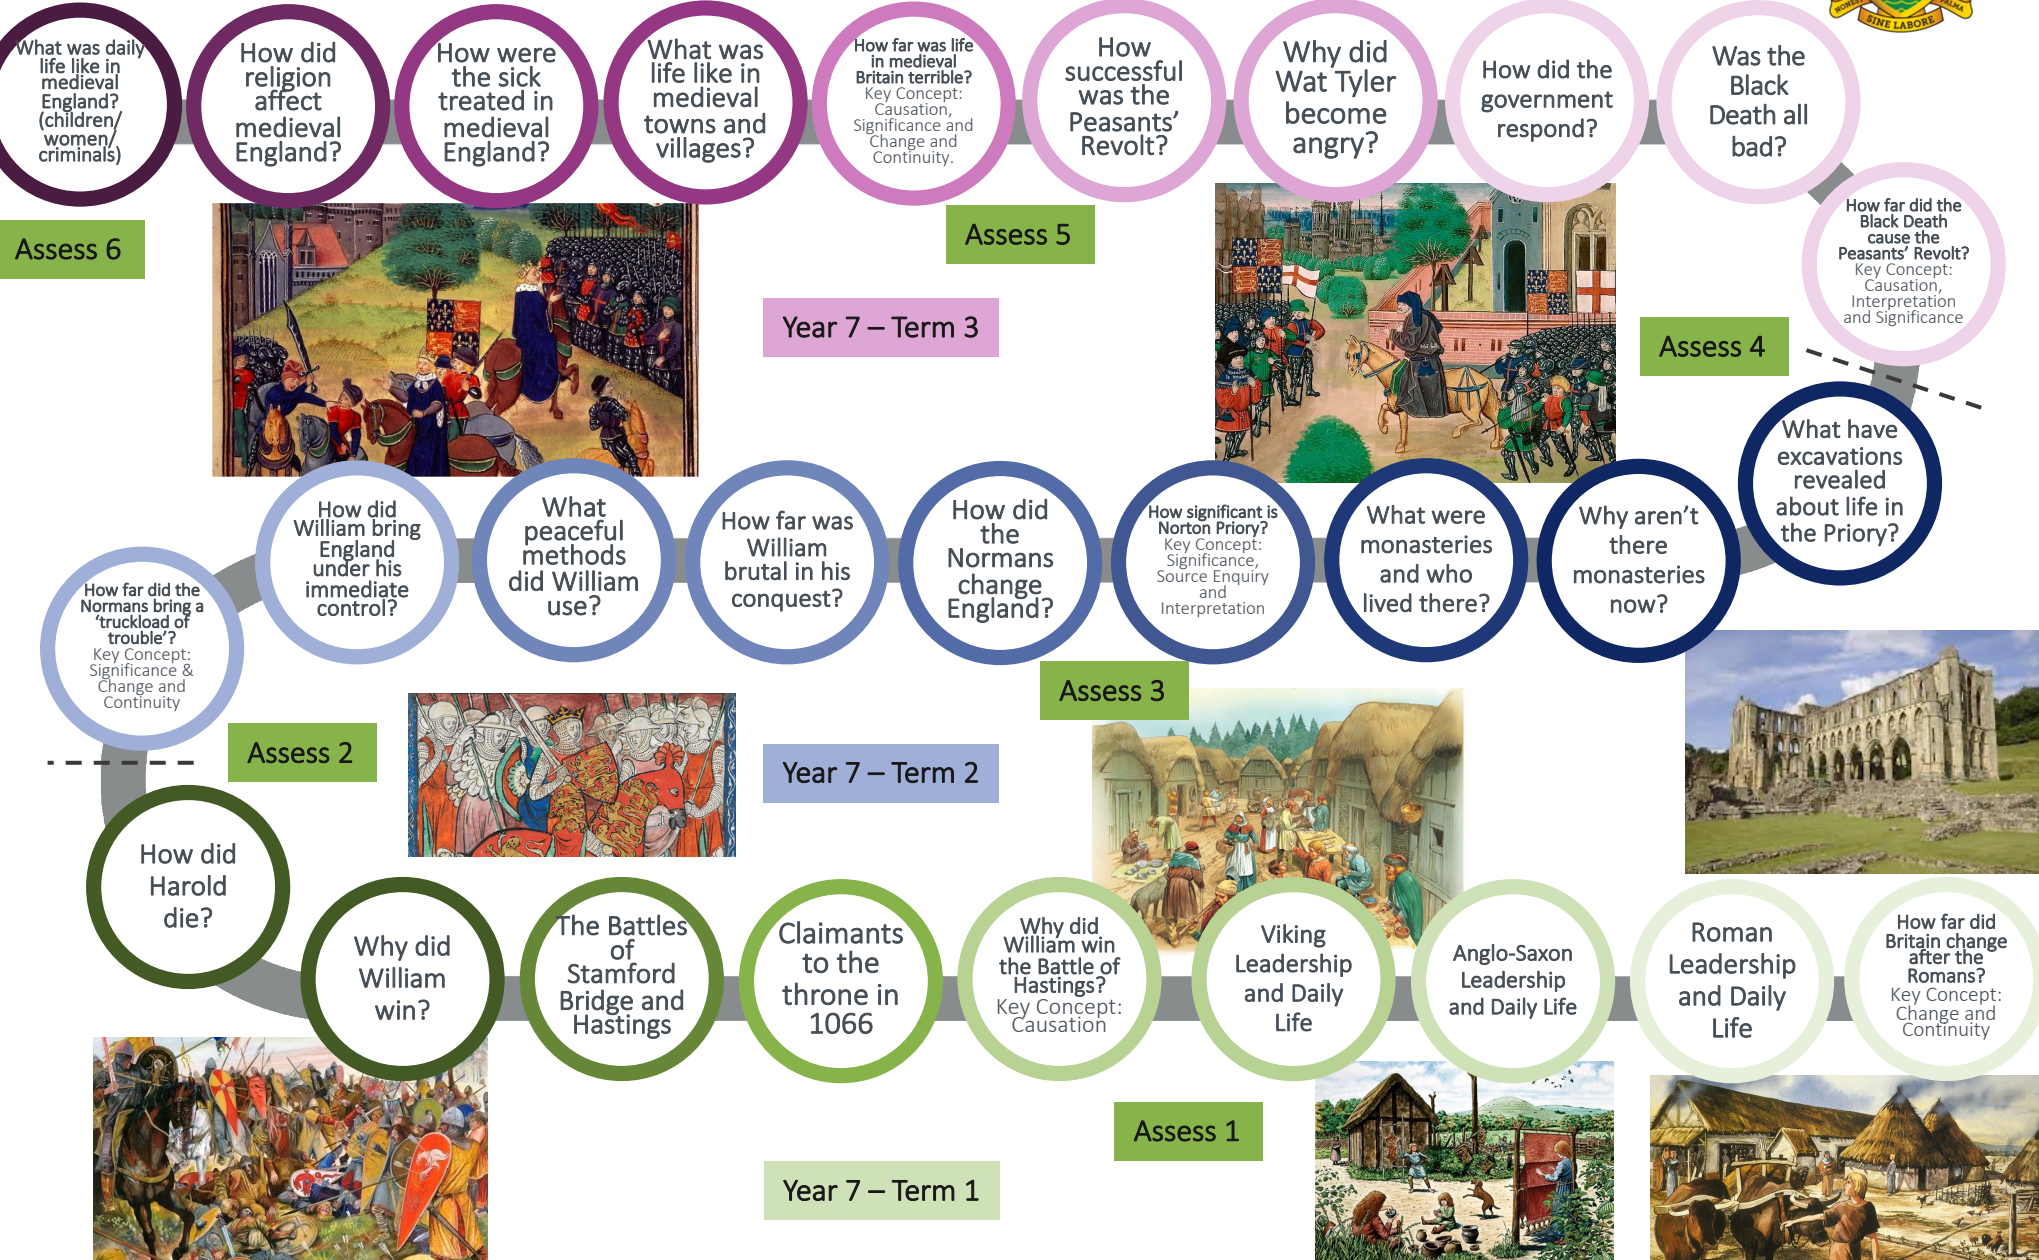 What was daily
life like in
medieval
England?
(children/
women/
criminals)
How did
religion
affect
medieval
England?
How were
the sick
treated in
medieval
England?
What was
life like in
medieval
towns and
villages?
How far was life
in medieval
Britain terrible?
Key Concept:
Causation,
Significance and
Change and
Continuity.
How
successful
was the
Peasants’
Revolt?
Why did
Wat Tyler
become
angry?
How did the
government
respond?
Was the
Black
Death all
bad?
SINE LABORE
PALMA
How far did the
Black Death
cause the
Peasants’ Revolt?
Key Concept:
Causation,
Interpretation
and Significance
Assess 6
Assess 5
Year 7 – Term 3
Assess 4
What have
excavations
revealed
about life in
the Priory?
How far did the
Normans bring a
‘truckload of
trouble’?
Key Concept:
Significance &
Change and
Continuity
How did
William bring
England
under his
immediate
control?
What
peaceful
methods
did William
use?
How far was
William
brutal in his
conquest?
How did
the
Normans
change
England?
How significant is
Norton Priory?
Key Concept:
Significance,
Source Enquiry
and
Interpretation
What were
monasteries
and who
lived there?
Why aren’t
there
monasteries
now?
Assess 3
Assess 2
Year 7 – Term 2
How did
Harold
die?
Why did
William
win?
The Battles
of
Stamford
Bridge and
Hastings
Claimants
to the
throne in
1066
Why did
William win
the Battle of
Hastings?
Key Concept:
Causation
Viking
Leadership
and Daily
Life
Anglo-Saxon
Leadership
and Daily Life
Roman
Leadership
and Daily
Life
How far did
Britain change
after the
Romans?
Key Concept:
Change and
Continuity
Assess 1
Year 7 – Term 1